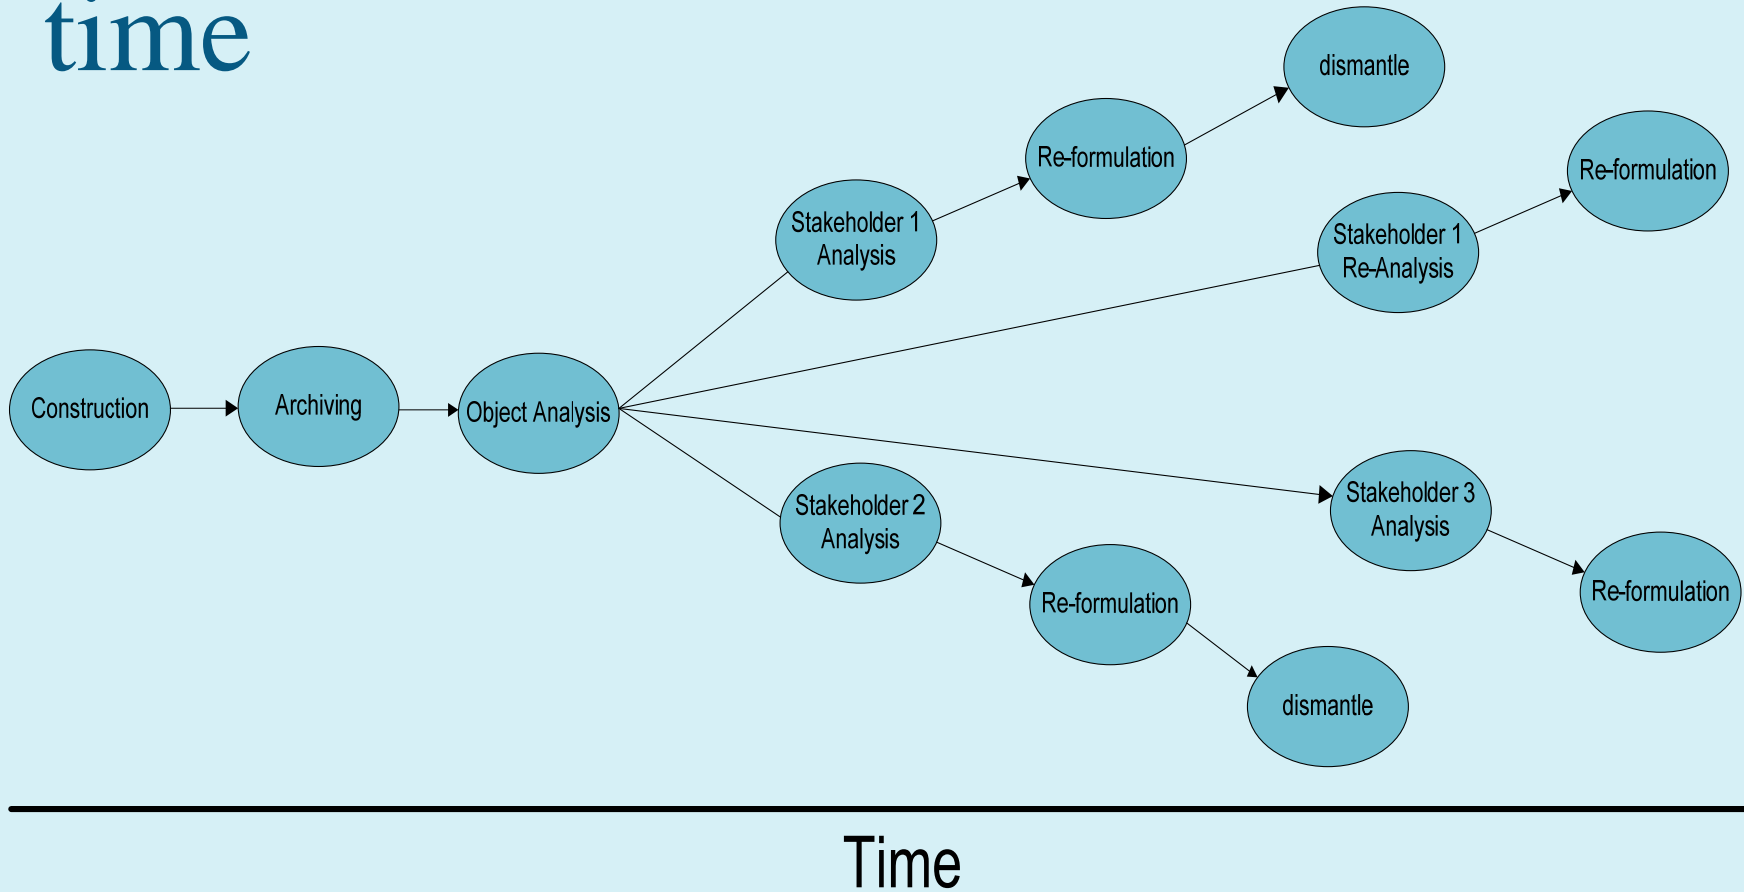 time
dismantle
Re-formulation
Re-formulation
Stakeholder 1
Analysis
Stakeholder 1
Re-Analysis
Construction
Archiving
Object Analysis
Stakeholder 2
Analysis
Stakeholder 3
Analysis
Re-formulation
Re-formulation
dismantle
Time